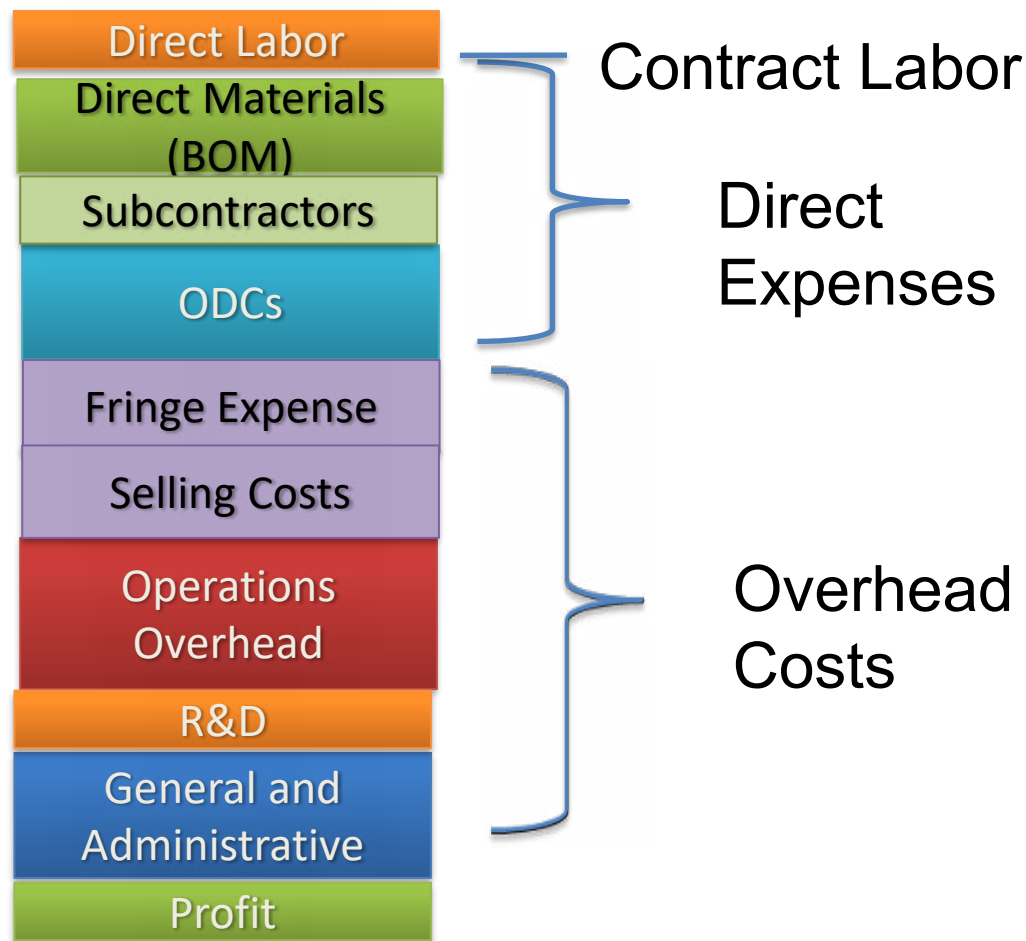 Direct Labor
Contract Labor
Direct Materials
(BOM)
Subcontractors
Direct
Expenses
ODCs
Fringe Expense
Selling Costs
Operations
Overhead
Overhead
Costs
R&D
General and
Administrative
Profit